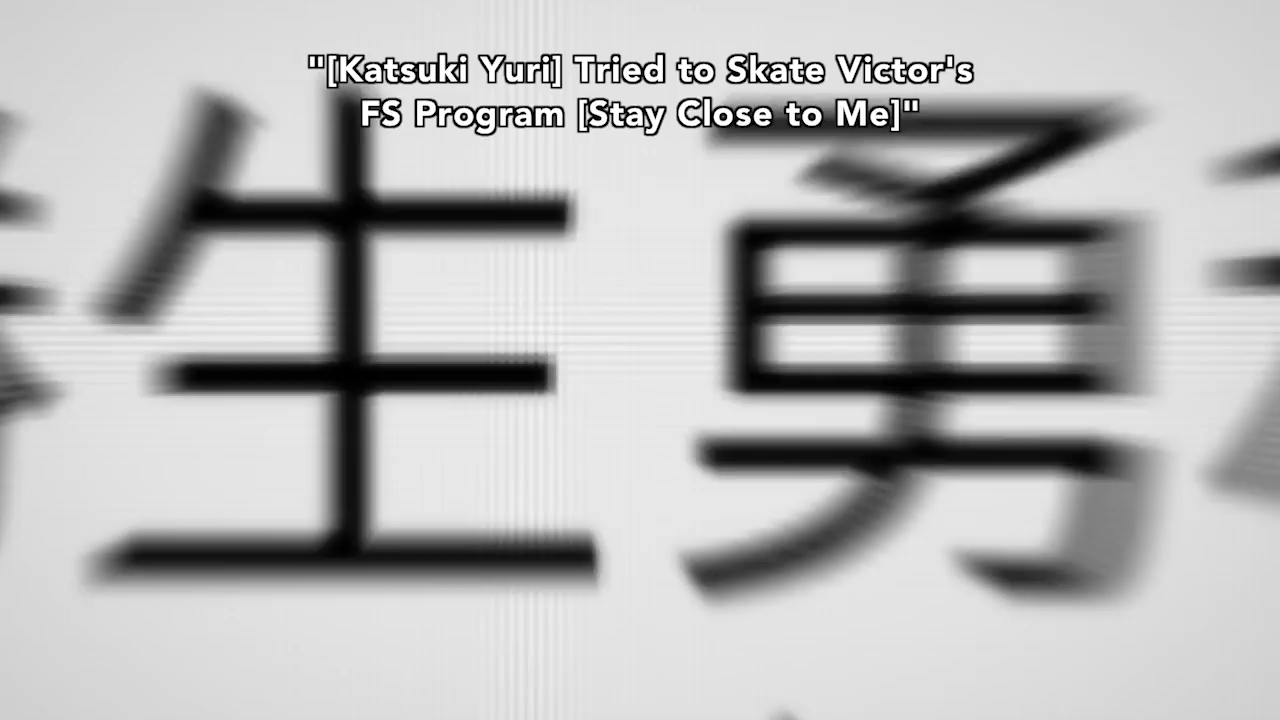 "[Katsuki Yuri] Tried to Skate Victor's
FS Program [Stay Close to Me]"
生勇